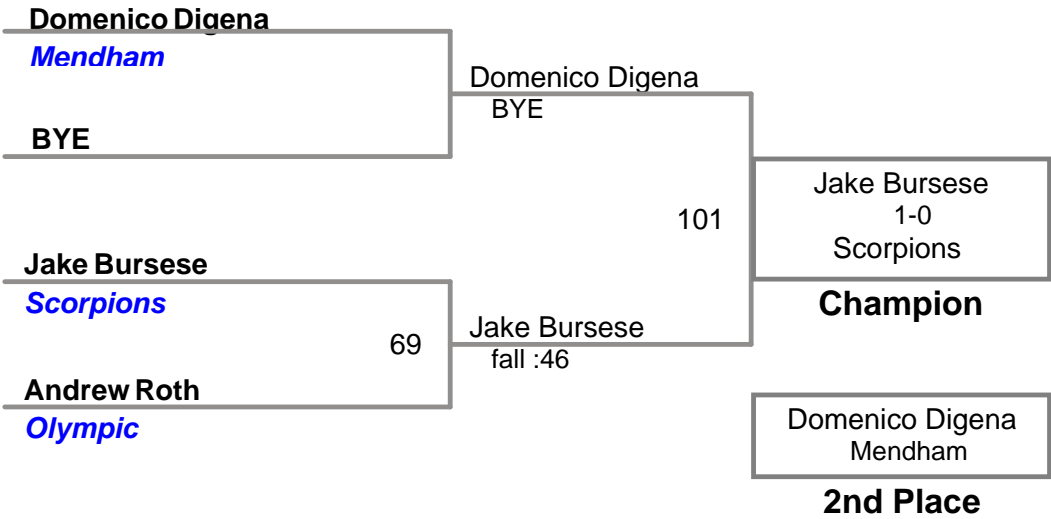 Domenico Digena
Mendham
BYE
Jake Bursese
Scorpions
69
Andrew Roth
Olympic
Domenico Digena
BYE
101
Jake Bursese
fall :46
Jake Bursese
1-0
Scorpions
Champion
Domenico Digena
Mendham
2nd Place